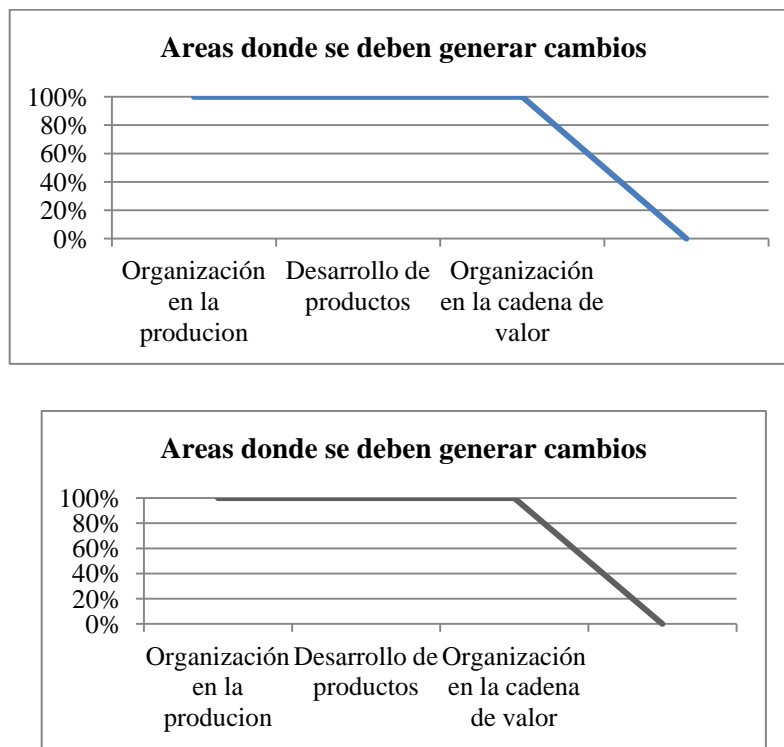 Areas donde se deben generar cambios
100%
80%
60%
40%
20%
0%
Organización
en la
producion
Desarrollo de
productos
Organización
en la cadena de
valor
Areas donde se deben generar cambios
100%
80%
60%
40%
20%
0%
Organización
en la
producion
Desarrollo de
productos
Organización
en la cadena
de valor